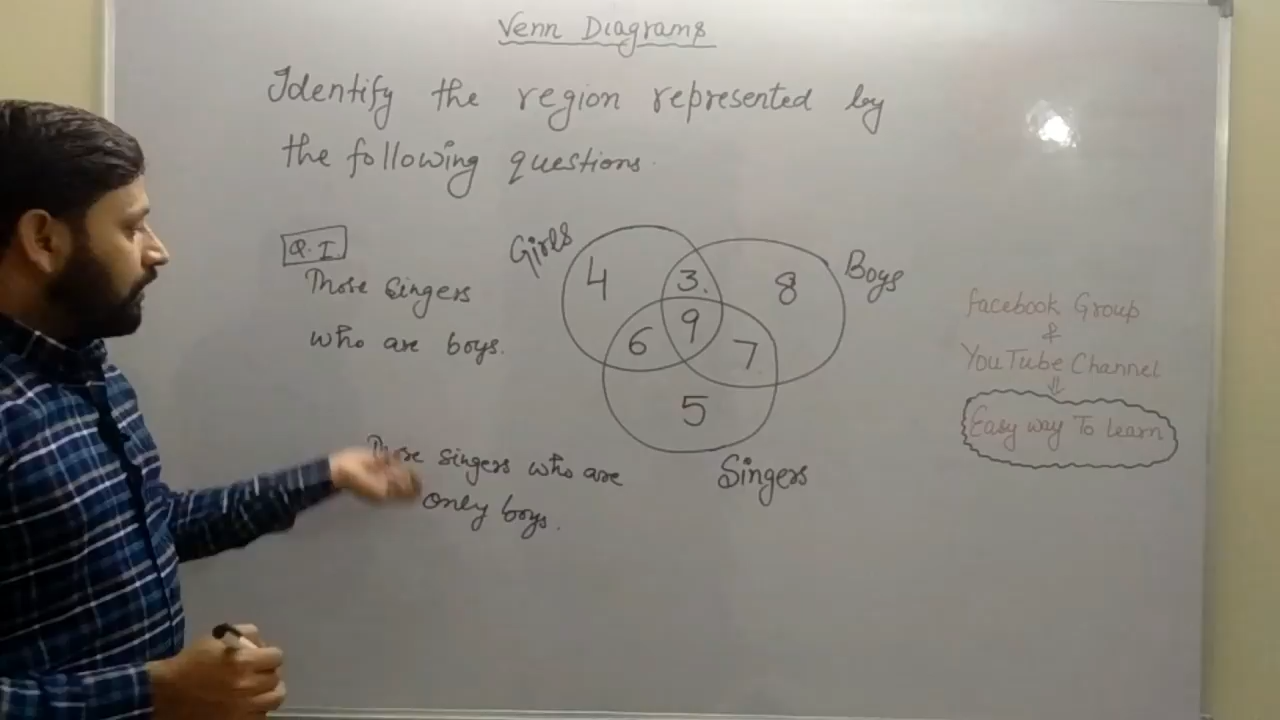 Venn Diagrams
Identify the region represented by
the following questions.
Q.I
Those Singers
who are boys.
Girls
Boys
4
3.
8
9
6
7
5
Singers
Those singers who are
only boys.
facebook Group
&
YouTube Channel
⇓
Easy way To Learn